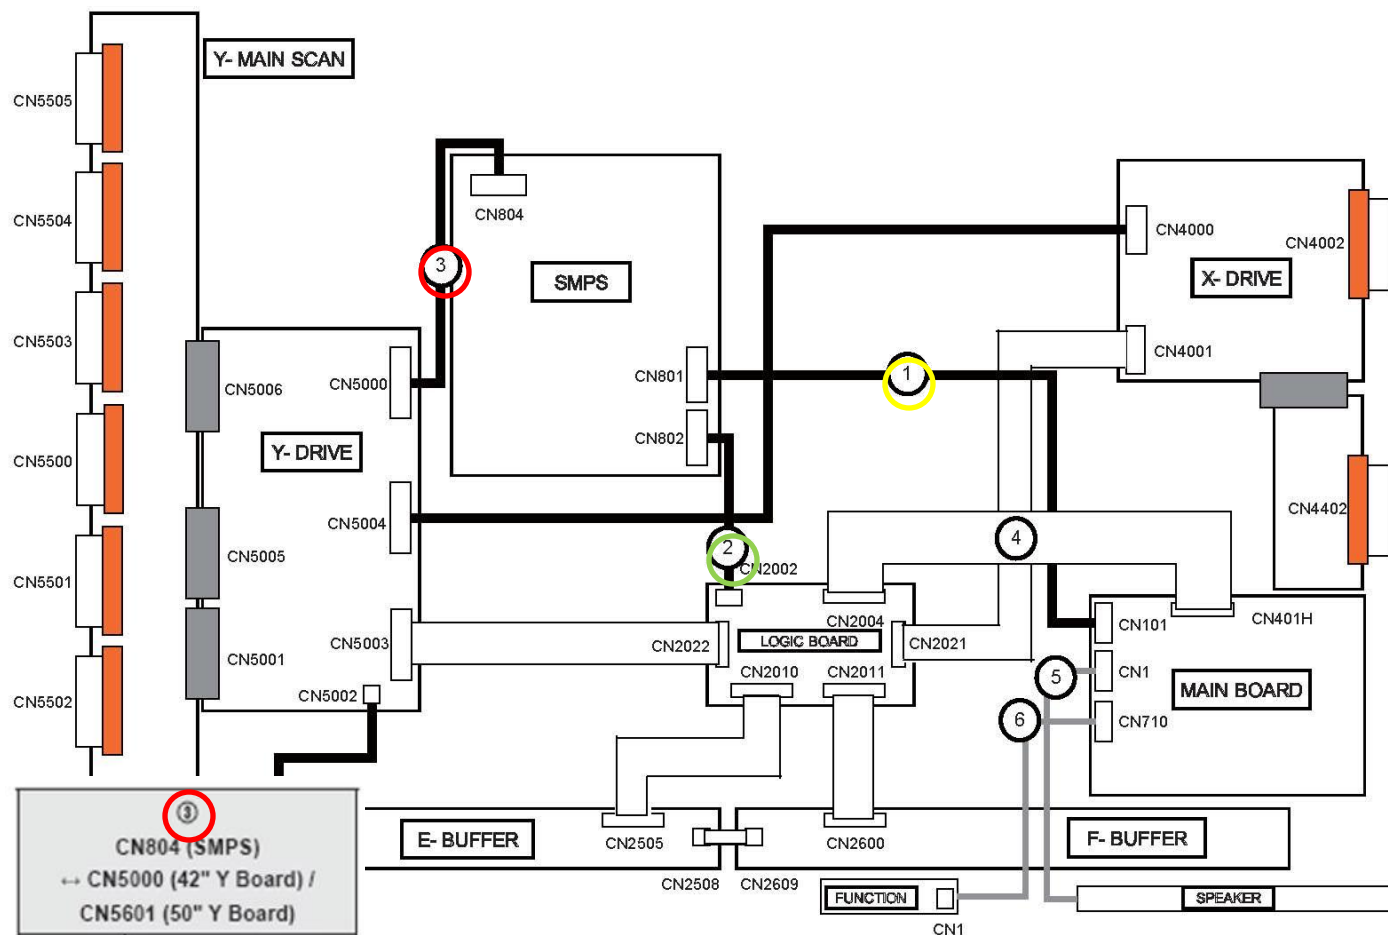 Y- MAIN SCAN
CN5505
CN804
CN5504
CN4000
CN4002
3
SMPS
X- DRIVE
CN5503
CN4001
CN5006
CN5000
CN801
1
CN802
Y- DRIVE
CN5500
CN5004
CN4402
4
2
CN2002
CN5005
CN5501
CN2004
CN401H
CN101
LOGIC BOARD
CN5003
CN2022
CN2021
CN5001
CN2010
CN2011
5
CN1
MAIN BOARD
CN5002
CN5502
6
CN710
③
CN804 (SMPS)
↔ CN5000 (42" Y Board) /
CN5601 (50" Y Board)
E- BUFFER
CN2505
CN2600
F- BUFFER
CN2508
CN2609
FUNCTION
SPEAKER
CN1